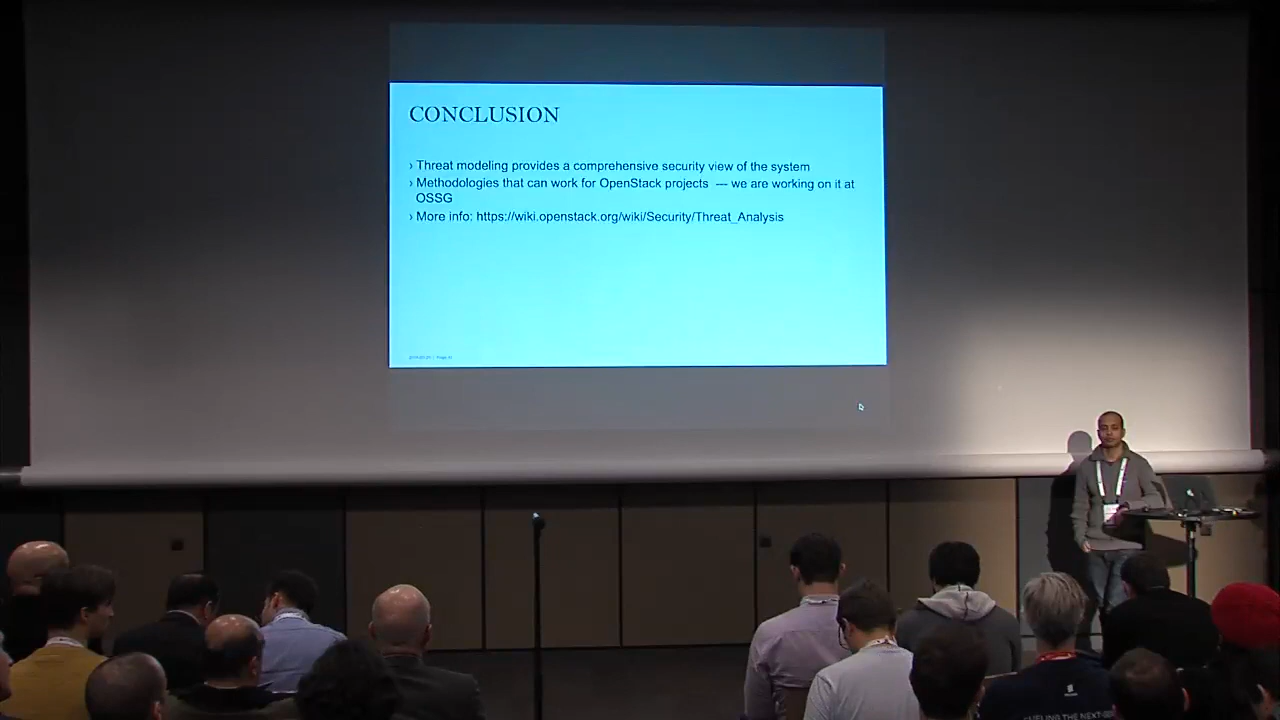 CONCLUSION
› Threat modeling provides a comprehensive security view of the system
› Methodologies that can work for OpenStack projects — we are working on it at
OSSG
› More info: https://wiki.openstack.org/wiki/Security/Threat_Analysis